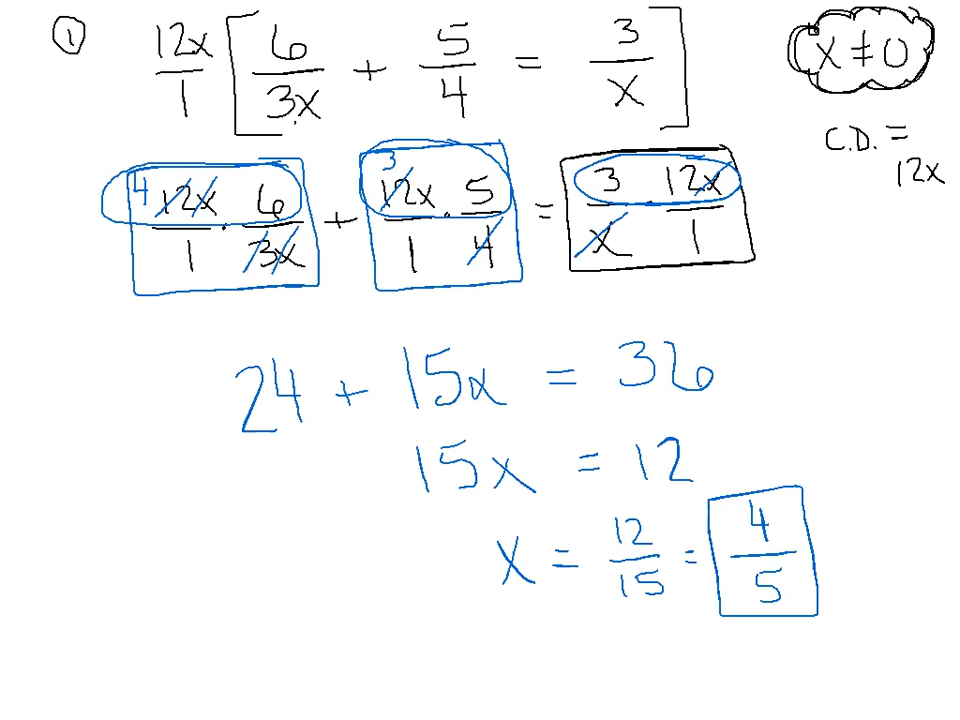 ① 12x/1 [ 6/3x + 5/4 = 3/x ] x ≠ 0
C.D. = 12x
4 12x/1 · 6/3x + 3 12x/1 · 5/4 = 3/x · 12x/1
24 + 15x = 36
15x = 12
x = 12/15 = 4/5